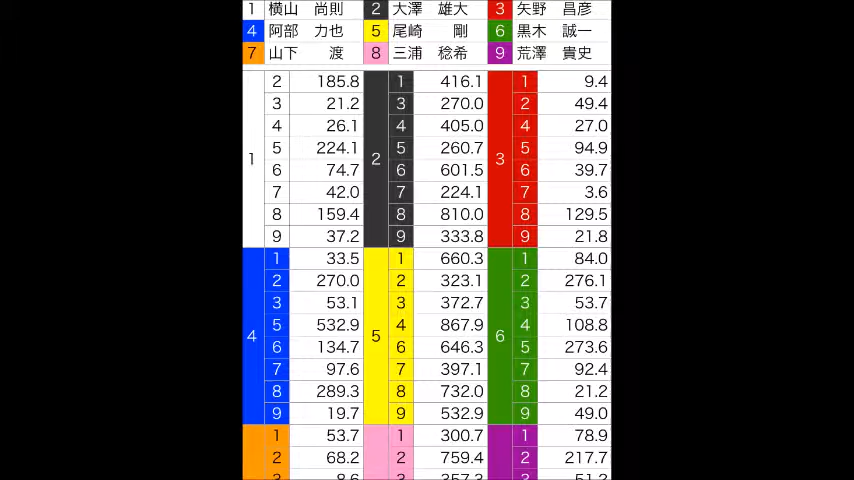 1 横山 尚則 2 大澤 雄大 3 矢野 昌彦
4 阿部 力也 5 尾崎 剛 6 黒木 誠一
7 山下 渡 8 三浦 稔希 9 荒澤 貴史
2 185.8 1 416.1 1 9.4
3 21.2 3 270.0 2 49.4
4 26.1 4 405.0 4 27.0
5 224.1 5 260.7 5 94.9
1 2 3
6 74.7 6 601.5 6 39.7
7 42.0 7 224.1 7 3.6
8 159.4 8 810.0 8 129.5
9 37.2 9 333.8 9 21.8
1 33.5 1 660.3 1 84.0
2 270.0 2 323.1 2 276.1
3 53.1 3 372.7 3 53.7
5 532.9 4 867.9 4 108.8
4 5 6
6 134.7 6 646.3 5 273.6
7 97.6 7 397.1 7 92.4
8 289.3 8 732.0 8 21.2
9 19.7 9 532.9 9 49.0
1 53.7 1 300.7 1 78.9
2 68.2 2 759.4 2 217.7
3 8.6 3 357.3 3 51.2